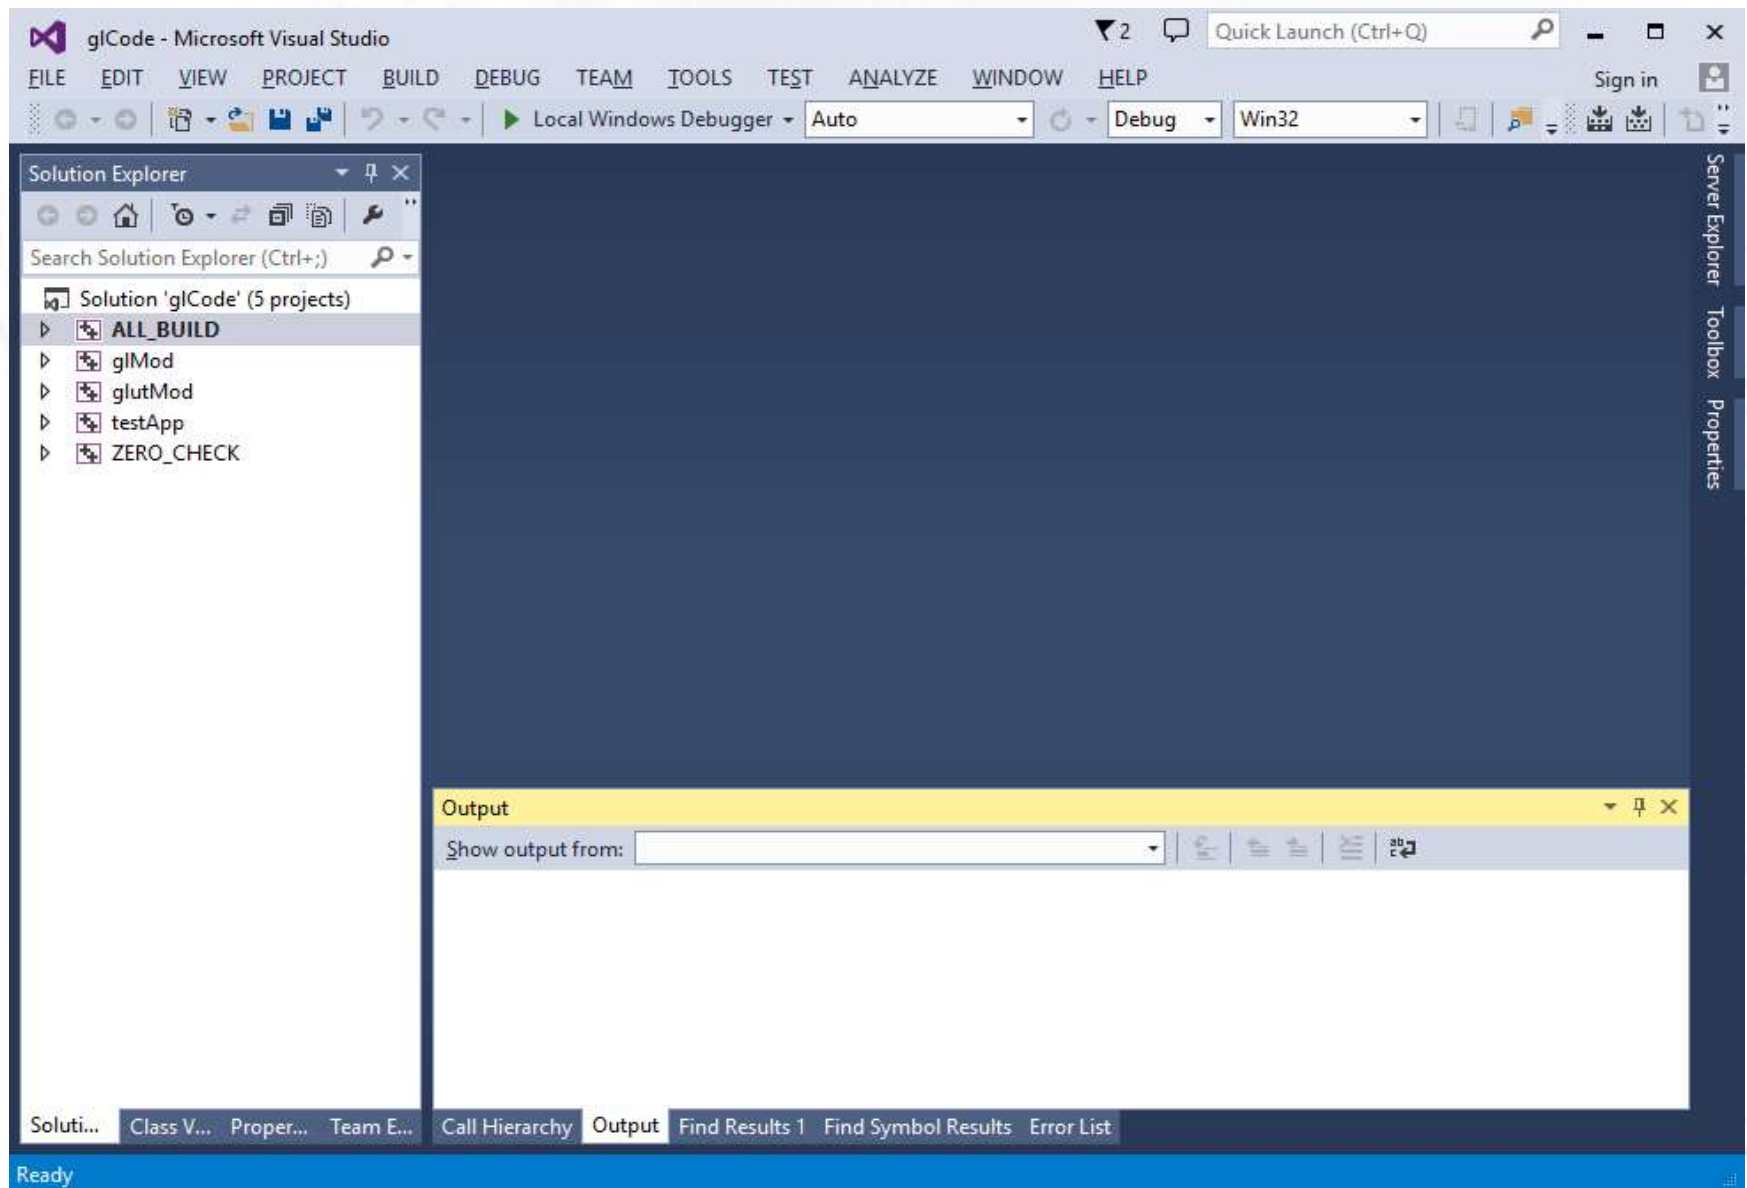 glCode - Microsoft Visual Studio
2
Quick Launch (Ctrl+Q)
FILE EDIT VIEW PROJECT BUILD DEBUG TEAM TOOLS TEST ANALYZE WINDOW HELP
Sign in
Local Windows Debugger
Auto
Debug
Win32
Solution Explorer
Search Solution Explorer (Ctrl+;)
Solution 'glCode' (5 projects)
ALL_BUILD
glMod
glutMod
testApp
ZERO_CHECK
Server Explorer
Toolbox
Properties
Output
Show output from:
Soluti... Class V... Proper... Team E...
Call Hierarchy Output Find Results 1 Find Symbol Results Error List
Ready